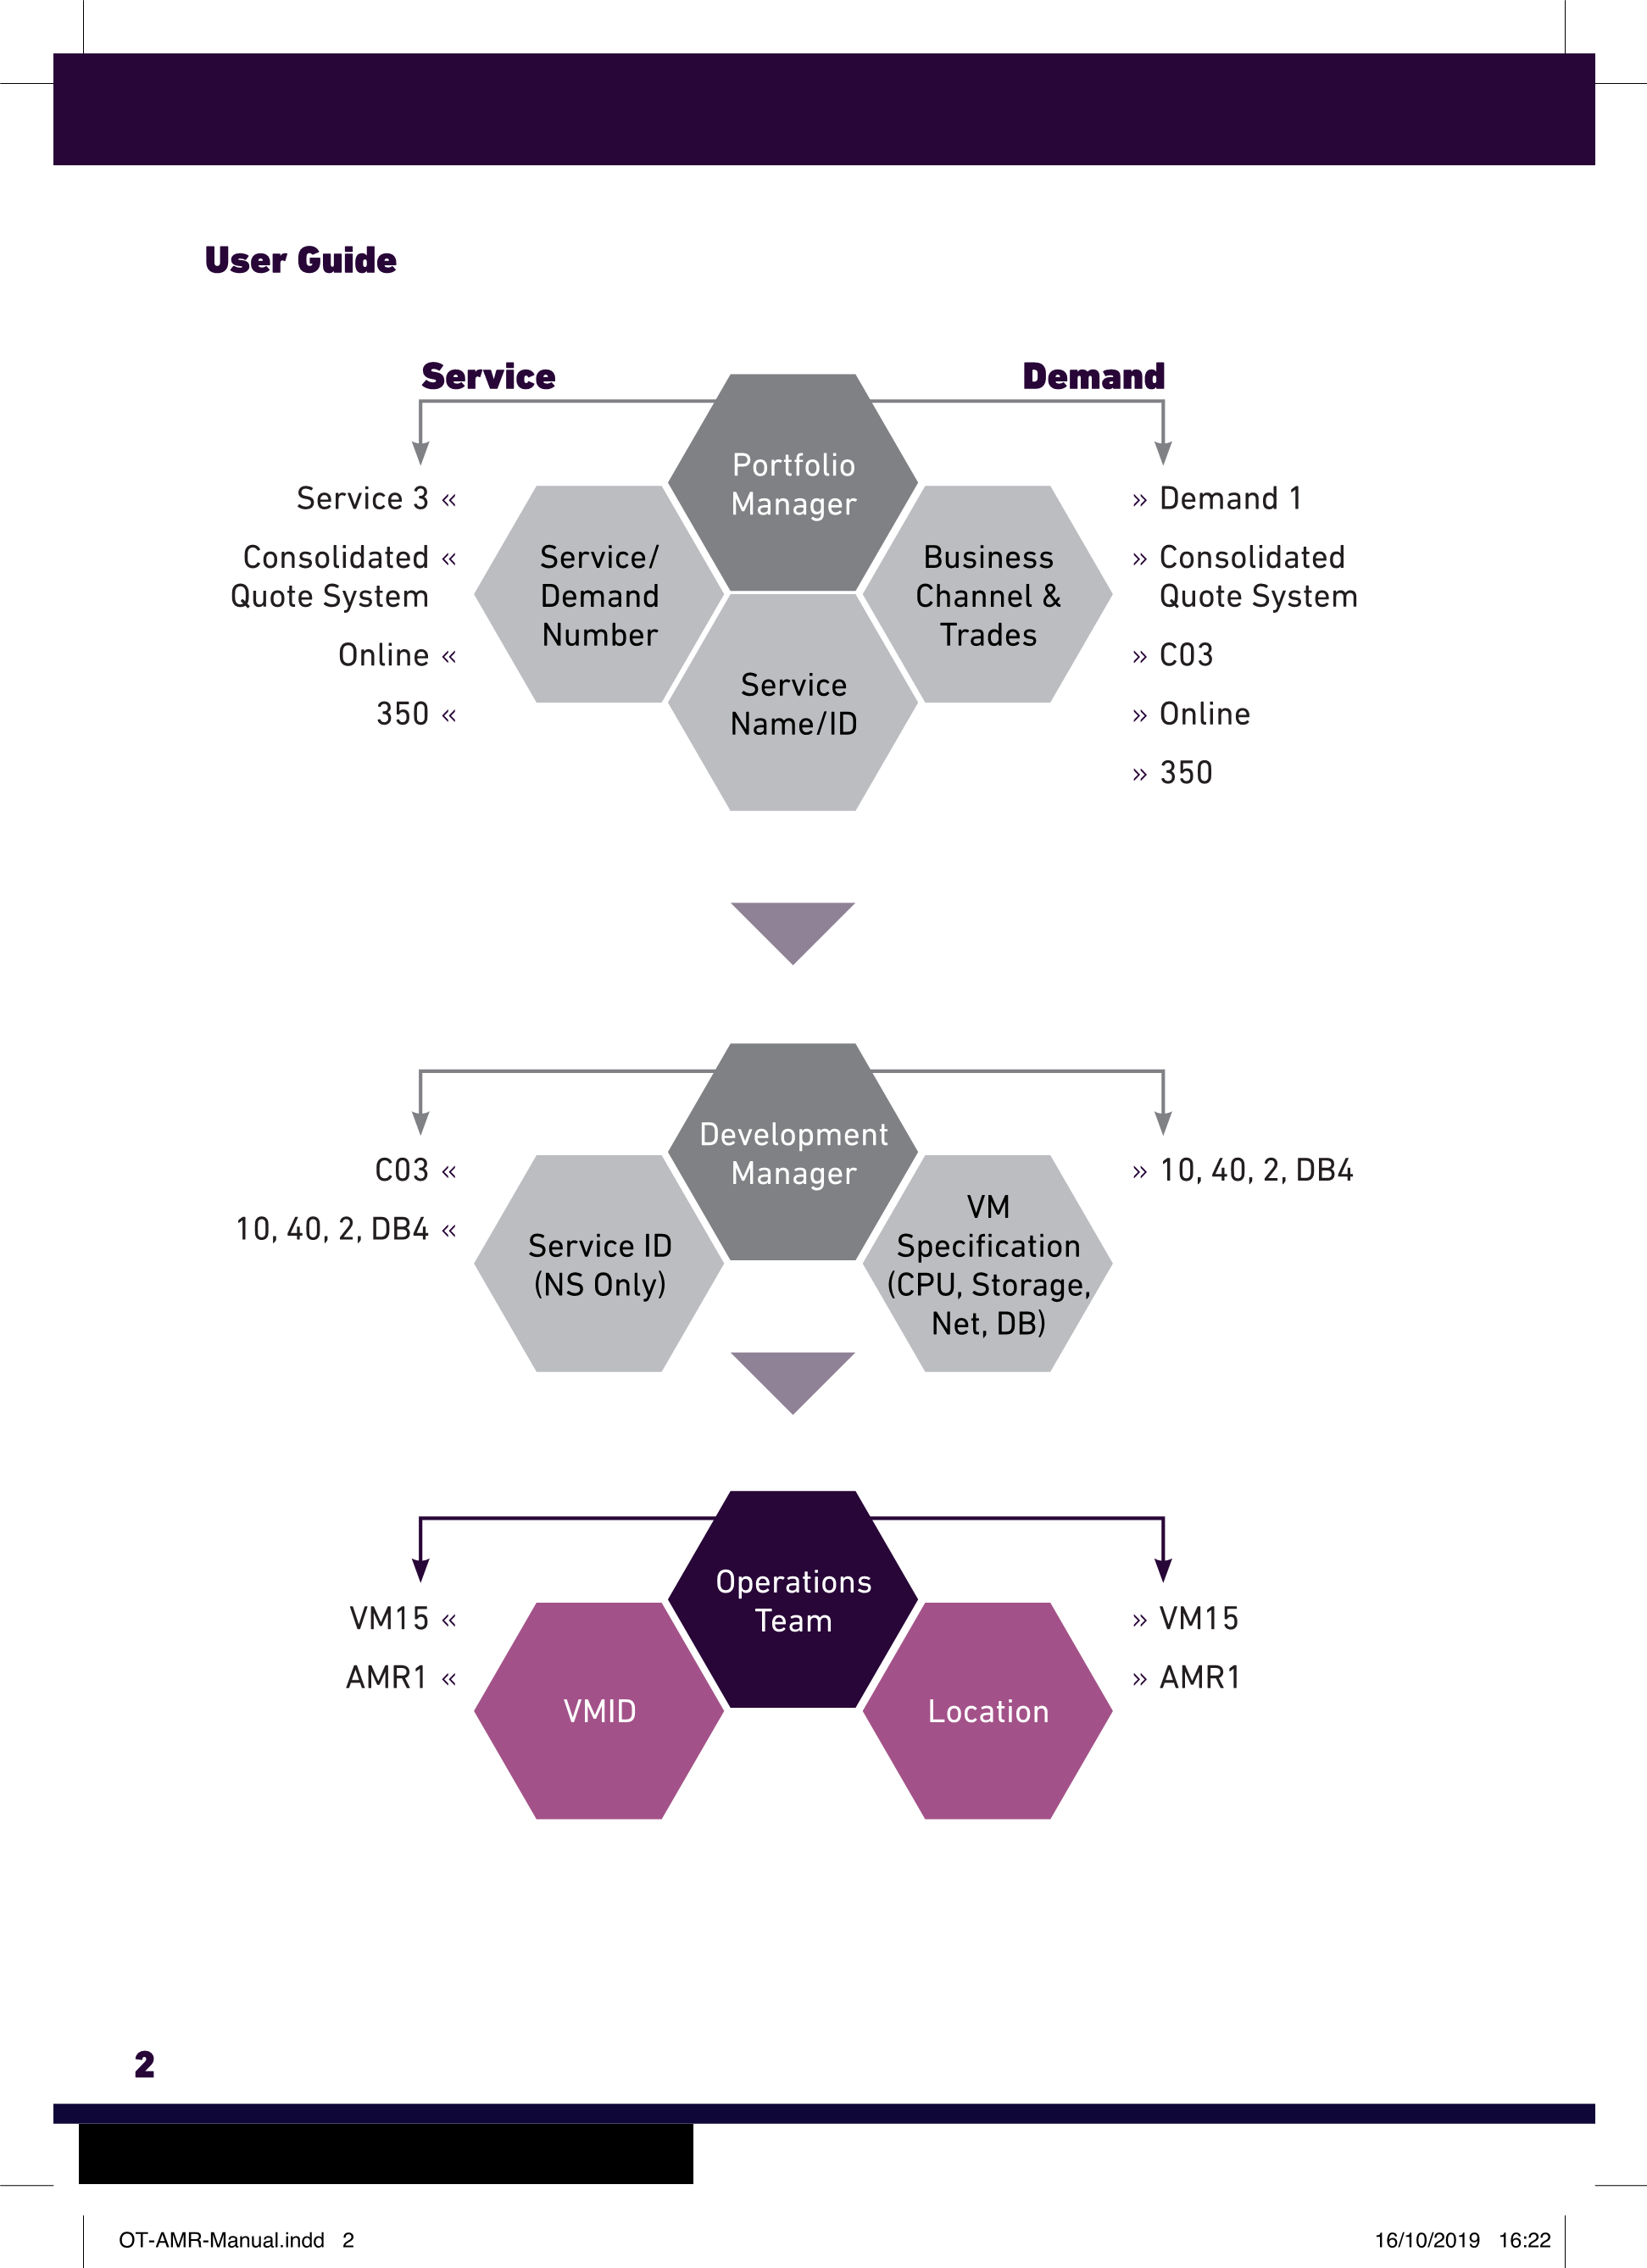 User Guide
Service
Demand
Portfolio
Manager
Service/
Demand
Number
Business
Channel &
Trades
Service
Name/ID
Service 3 «
Consolidated «
Quote System
Online «
350 «
» Demand 1
» Consolidated
Quote System
» C03
» Online
» 350
Development
Manager
Service ID
(NS Only)
VM
Specification
(CPU, Storage,
Net, DB)
C03 «
10, 40, 2, DB4 «
» 10, 40, 2, DB4
Operations
Team
VMID
Location
VM15 «
AMR1 «
» VM15
» AMR1
2
OT-AMR-Manual.indd 2
16/10/2019 16:22